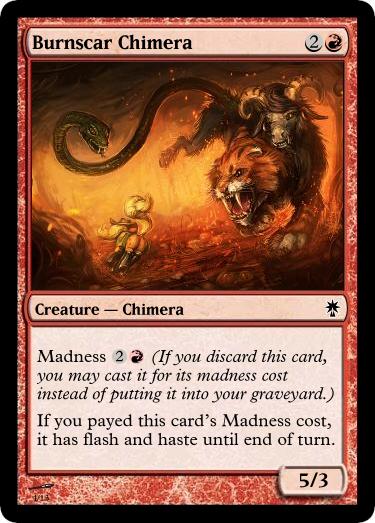 Burnscar Chimera 2
Creature — Chimera
Madness 2 (If you discard this card,
you may cast it for its madness cost
instead of putting it into your graveyard.)
If you payed this card's Madness cost,
it has flash and haste until end of turn.
5/3
1/13